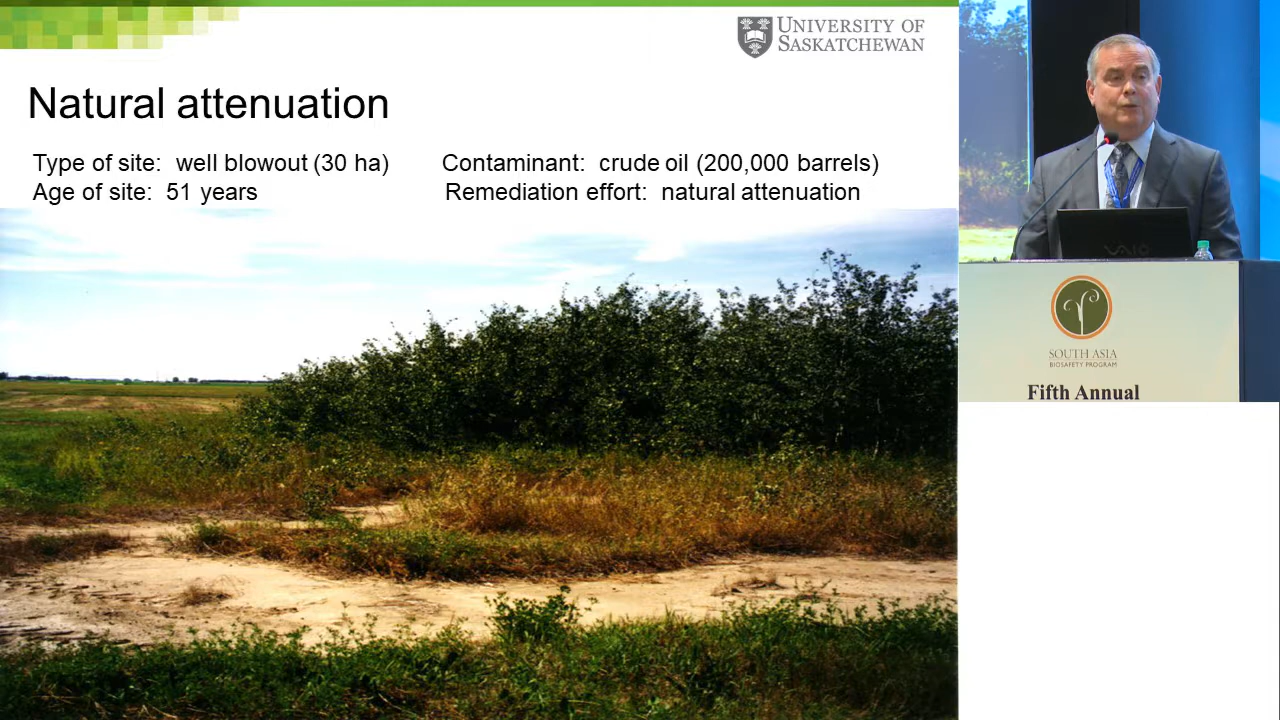 UNIVERSITY OF
SASKATCHEWAN
Natural attenuation
Type of site: well blowout (30 ha)
Contaminant: crude oil (200,000 barrels)
Age of site: 51 years
Remediation effort: natural attenuation
VAIO
SOUTH ASIA
BIOSAFETY PROGRAM
Fifth Annual